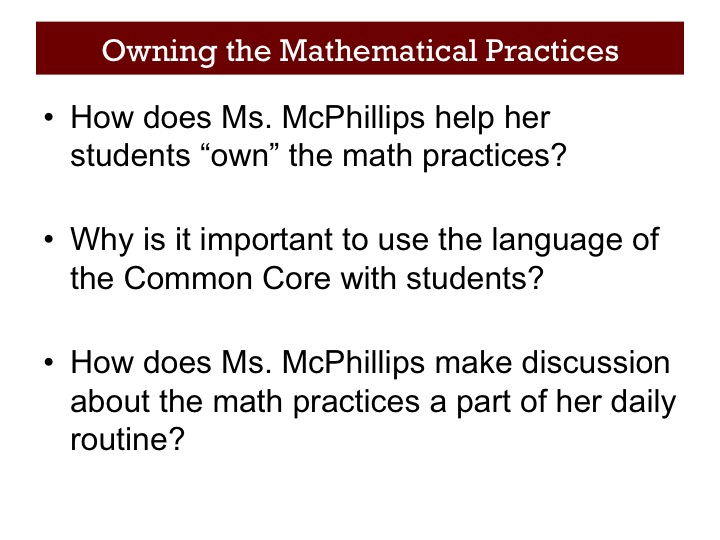 Owning the Mathematical Practices
• How does Ms. McPhillips help her
students “own” the math practices?
• Why is it important to use the language of
the Common Core with students?
• How does Ms. McPhillips make discussion
about the math practices a part of her daily
routine?